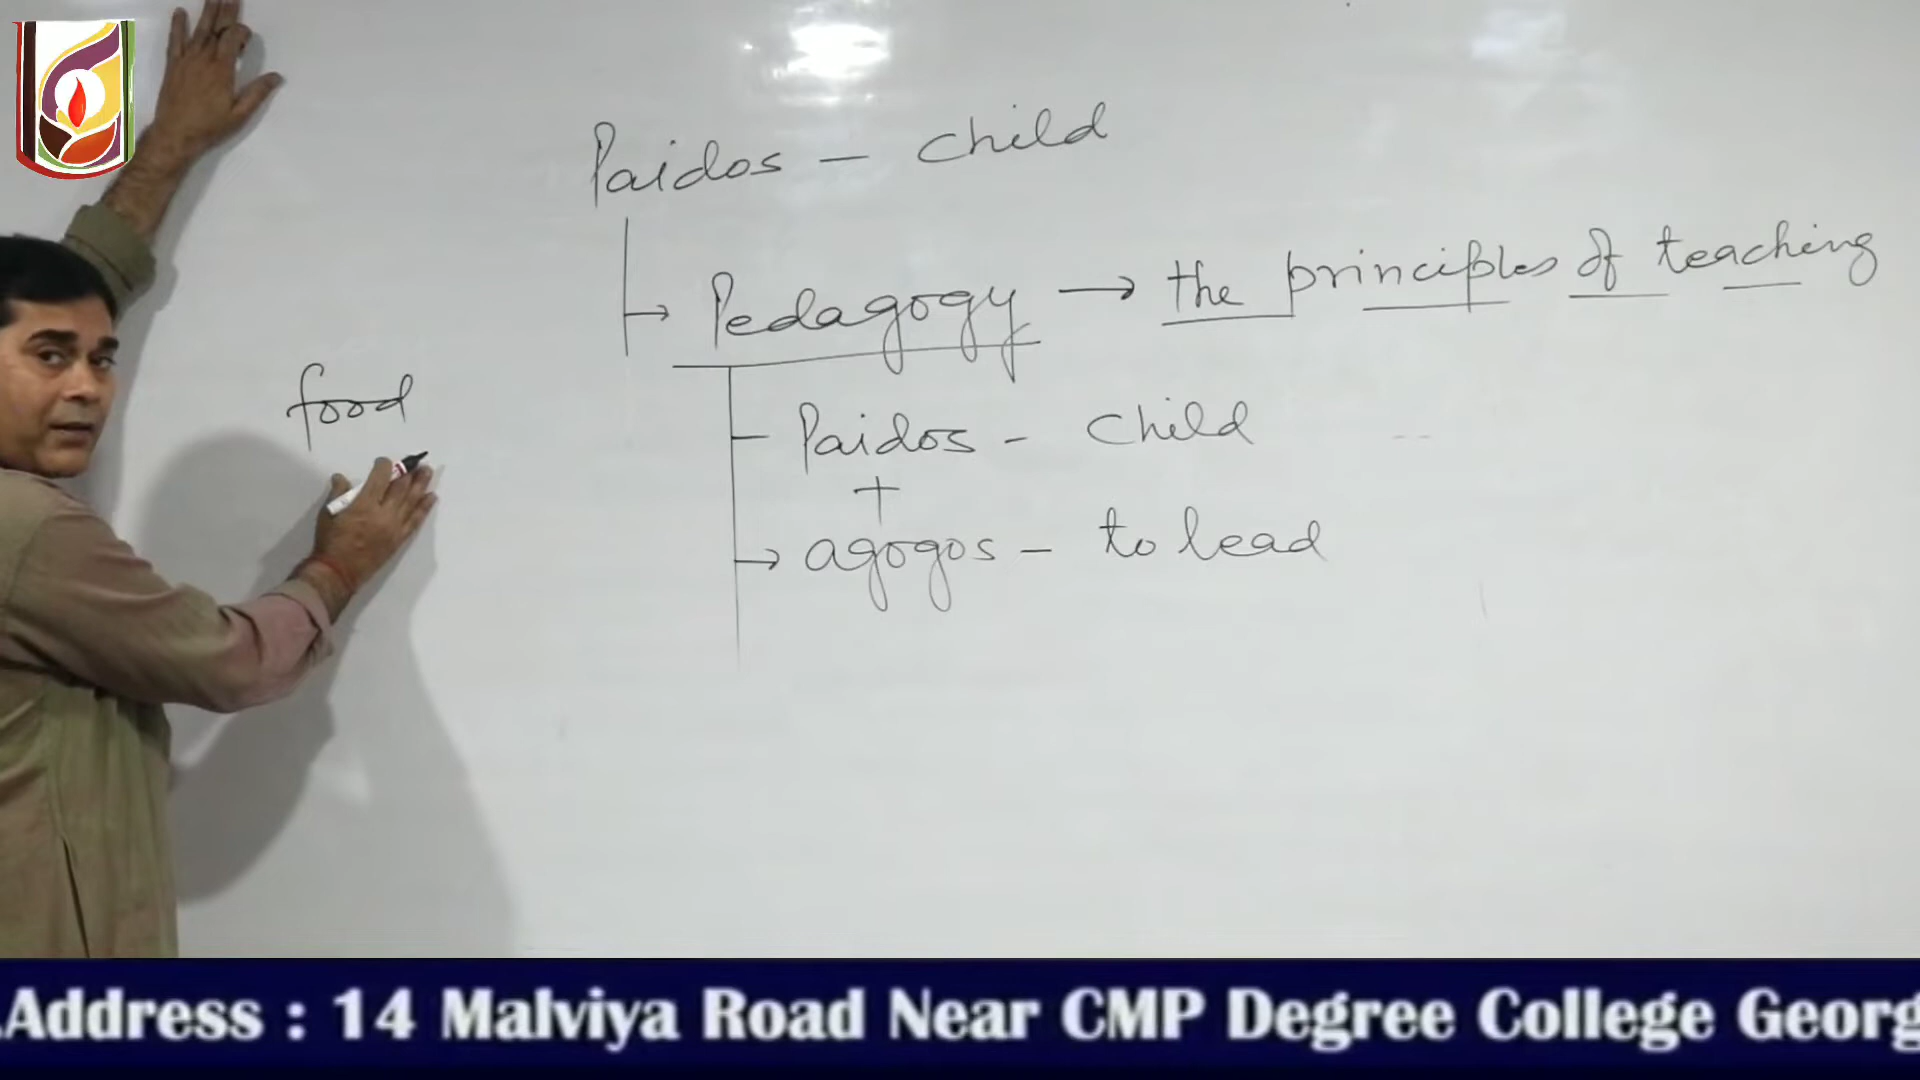 Paidos – child
Pedagogy → the principles of teaching
food
Paidos - child
+
agogos - to lead
.Address : 14 Malviya Road Near CMP Degree College Georg